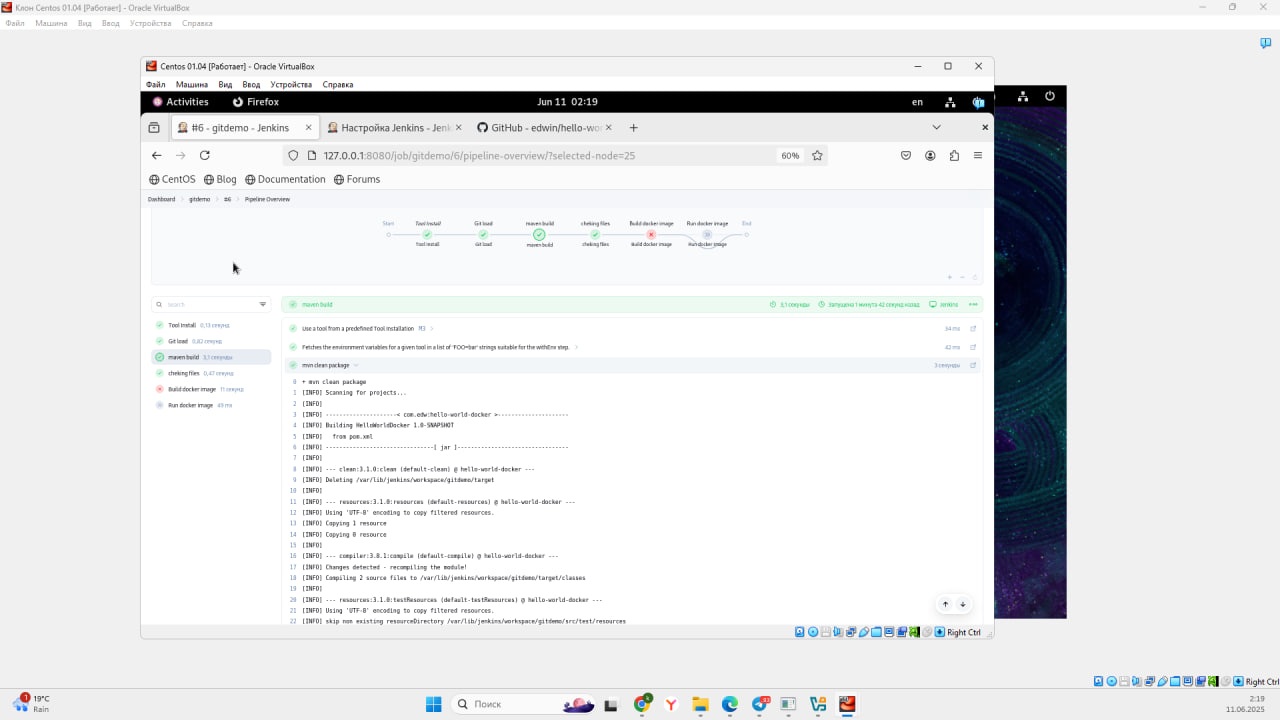 Клон Centos 01.04 [Работает] - Oracle VirtualBox
Файл Машина Вид Ввод Устройства Справка
Centos 01.04 [Работает] - Oracle VirtualBox
Файл Машина Вид Ввод Устройства Справка
Activities Firefox Jun 11 02:19 en
#6 - gitdemo - Jenkins Настройка Jenkins - Jenk GitHub - edwin/hello-wo
127.0.0.1:8080/job/gitdemo/6/pipeline-overview/?selected-node=25 60%
CentOS Blog Documentation Forums
Dashboard > gitdemo > #6 > Pipeline Overview
Start Tool Install Git load maven build cheking files Build docker image Run docker image End
Tool Install Git load maven build cheking files Build docker image Run docker image
Search
Tool Install 0,13 секунд
Git load 0,82 секунд
maven build 3,1 секунды
cheking files 0,47 секунд
Build docker image 11 секунд
Run docker image 49 ms
maven build 3,1 секунды Запущена 1 минута 42 секунд назад Jenkins
Use a tool from a predefined Tool Installation M3 > 34 ms
Fetches the environment variables for a given tool in a list of 'FOO=bar' strings suitable for the withEnv step. > 42 ms
mvn clean package 3 секунды
0 + mvn clean package
1 [INFO] Scanning for projects...
2 [INFO]
3 [INFO] ---------------------< com.edw:hello-world-docker >---------------------
4 [INFO] Building HelloWorldDocker 1.0-SNAPSHOT
5 [INFO]   from pom.xml
6 [INFO] --------------------------------[ jar ]---------------------------------
7 [INFO]
8 [INFO] --- clean:3.1.0:clean (default-clean) @ hello-world-docker ---
9 [INFO] Deleting /var/lib/jenkins/workspace/gitdemo/target
10 [INFO]
11 [INFO] --- resources:3.1.0:resources (default-resources) @ hello-world-docker ---
12 [INFO] Using 'UTF-8' encoding to copy filtered resources.
13 [INFO] Copying 1 resource
14 [INFO] Copying 0 resource
15 [INFO]
16 [INFO] --- compiler:3.8.1:compile (default-compile) @ hello-world-docker ---
17 [INFO] Changes detected - recompiling the module!
18 [INFO] Compiling 2 source files to /var/lib/jenkins/workspace/gitdemo/target/classes
19 [INFO]
20 [INFO] --- resources:3.1.0:testResources (default-testResources) @ hello-world-docker ---
21 [INFO] Using 'UTF-8' encoding to copy filtered resources.
22 [INFO] skip non existing resourceDirectory /var/lib/jenkins/workspace/gitdemo/src/test/resources
Right Ctrl
Right Ctrl
1 19°C
Rain
Поиск
2:19
11.06.2025